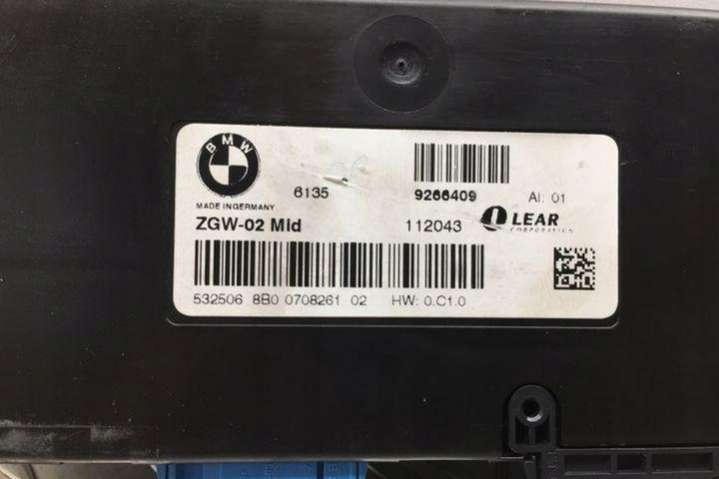 BMW
6135 9266409 AI: 01
MADE IN GERMANY
ZGW-02 Mid 112043 LEAR
CORPORATION
532506 8B0 0708261 02 HW: 0.C1.0